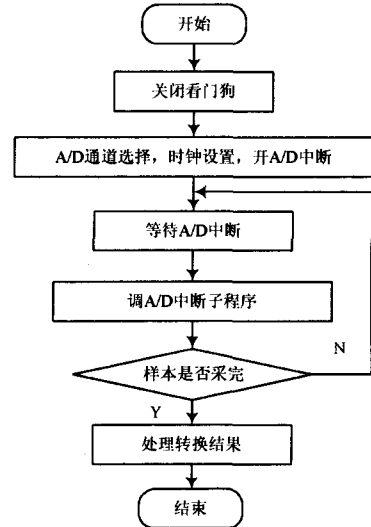 开始
关闭看门狗
A/D通道选择，时钟设置，开A/D中断
等待A/D中断
调A/D中断子程序
样本是否采完
N
Y
处理转换结果
结束